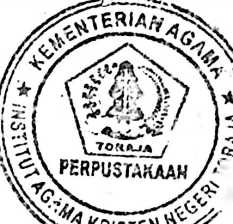 KEMENTERIAN AGAMA
TORAJA
PERPUSTAKAAN
INSTITUT AGAMA KRISTEN NEGERI TORAJA